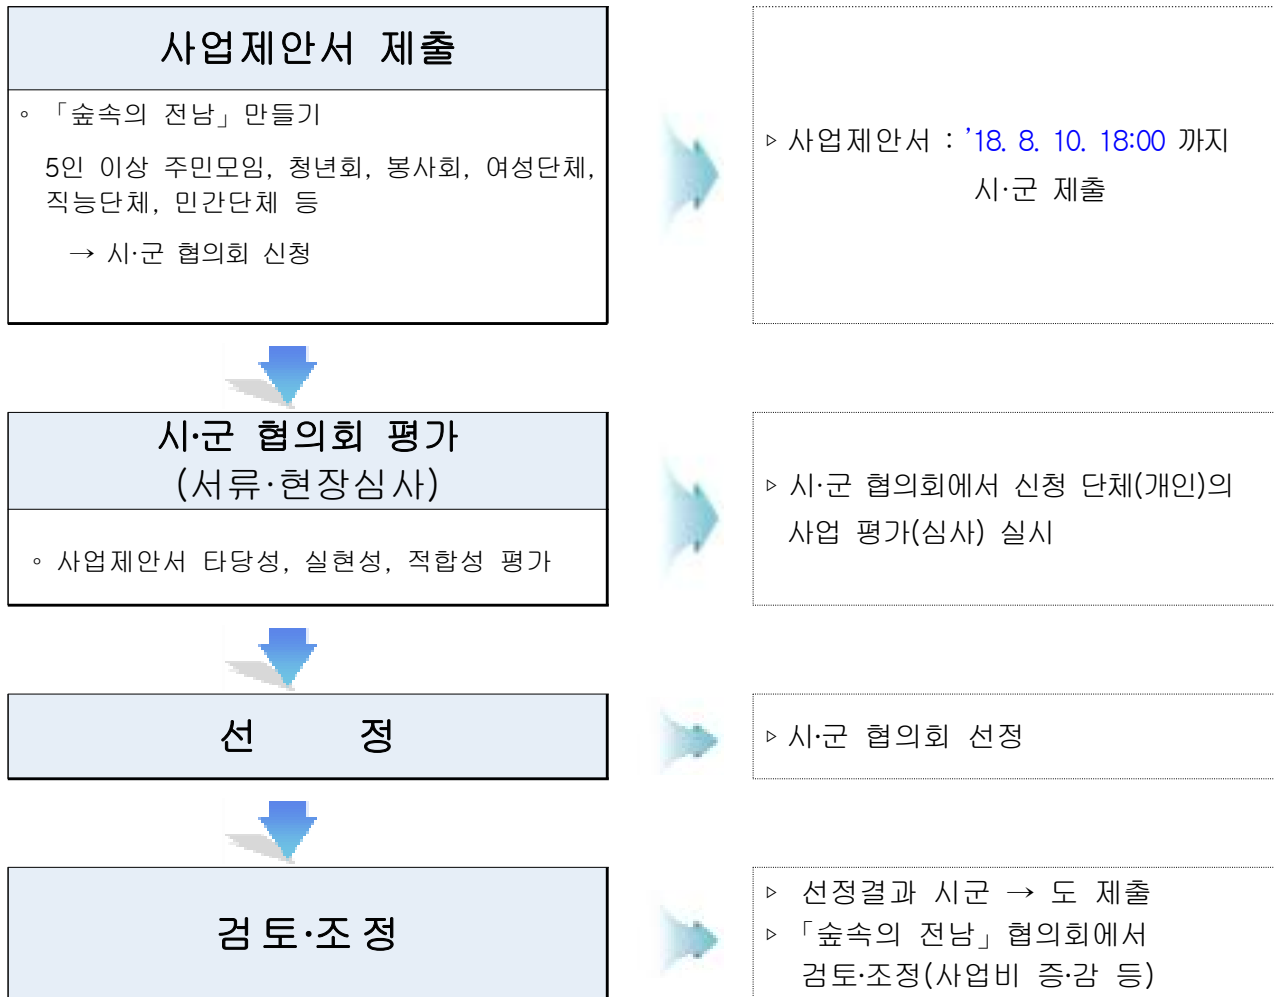 사업제안서 제출
◦ 「숲속의 전남」만들기
5인 이상 주민모임, 청년회, 봉사회, 여성단체,
직능단체, 민간단체 등
→ 시·군 협의회 신청
▹ 사업제안서 : ’18. 8. 10. 18:00 까지
시·군 제출
시·군 협의회 평가
(서류·현장심사)
◦ 사업제안서 타당성, 실현성, 적합성 평가
▹ 시·군 협의회에서 신청 단체(개인)의
사업 평가(심사) 실시
선 정
▹ 시·군 협의회 선정
검토·조정
▹ 선정결과 시군 → 도 제출
▹ 「숲속의 전남」협의회에서
검토·조정(사업비 증·감 등)